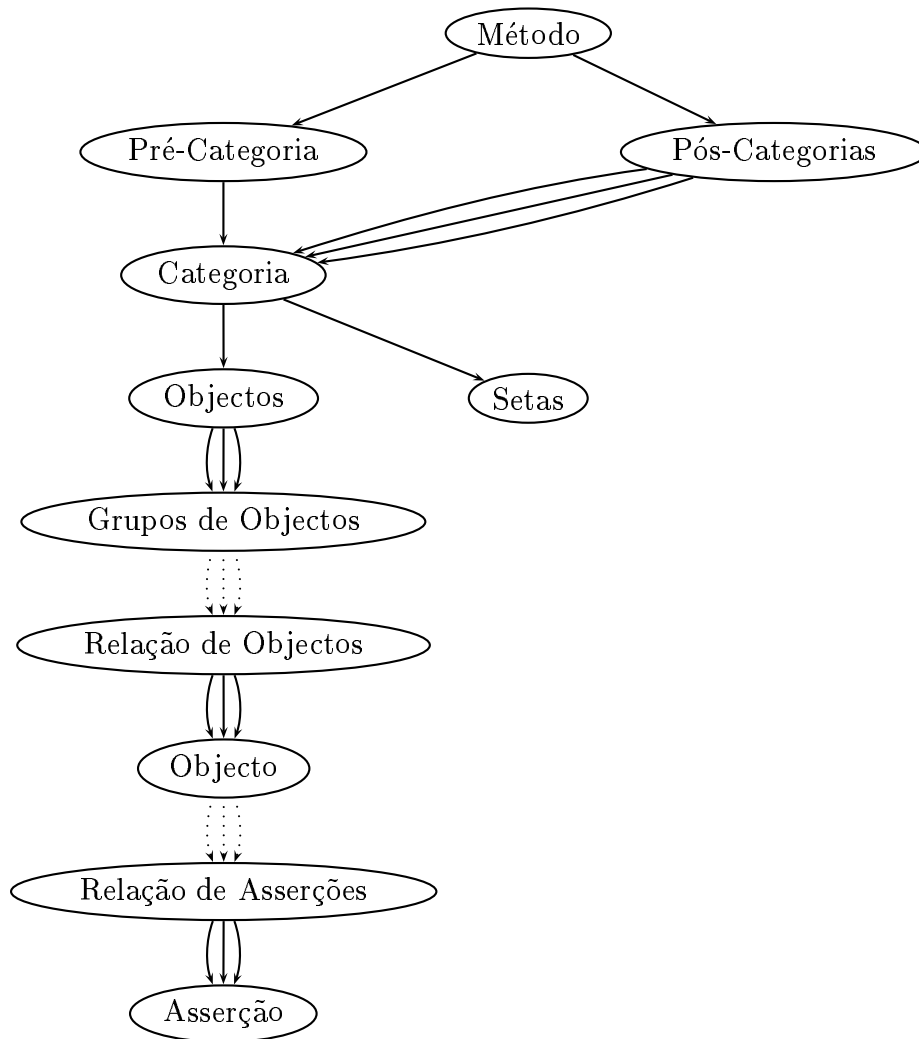 Método
Pré-Categoria
Pós-Categorias
Categoria
Objectos
Setas
Grupos de Objectos
Relação de Objectos
Objecto
Relação de Asserções
Asserção